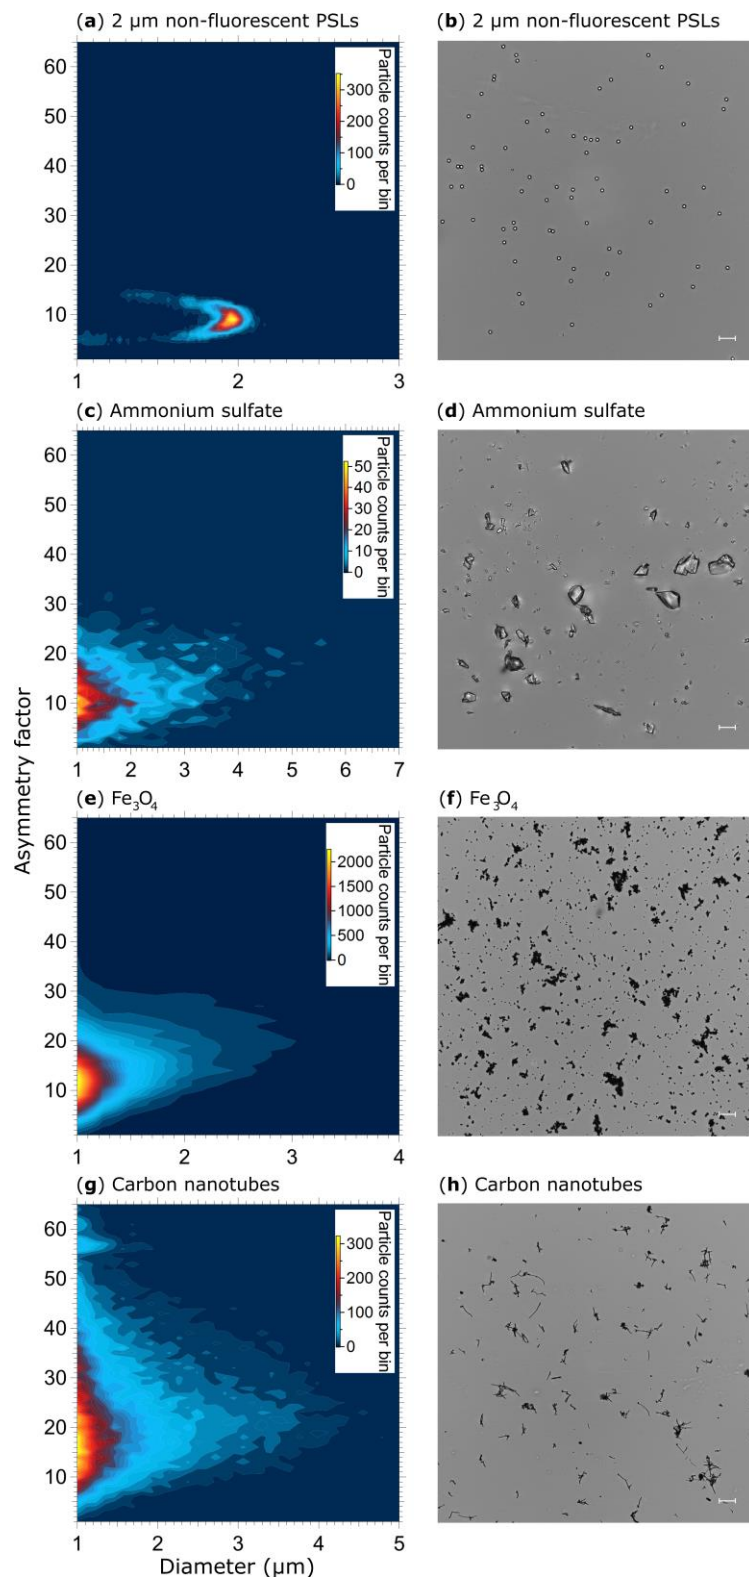 (a) 2 µm non-fluorescent PSLs
(b) 2 µm non-fluorescent PSLs
60
50
40
30
20
10
Particle counts per bin
300
200
100
0
1 2 3
(c) Ammonium sulfate
(d) Ammonium sulfate
60
50
40
30
20
10
Particle counts per bin
50
40
30
20
10
0
1 2 3 4 5 6 7
Asymmetry factor
(e) Fe₃O₄
(f) Fe₃O₄
60
50
40
30
20
10
Particle counts per bin
2000
1500
1000
500
0
1 2 3 4
(g) Carbon nanotubes
(h) Carbon nanotubes
60
50
40
30
20
10
Particle counts per bin
300
200
100
0
1 2 3 4 5
Diameter (µm)